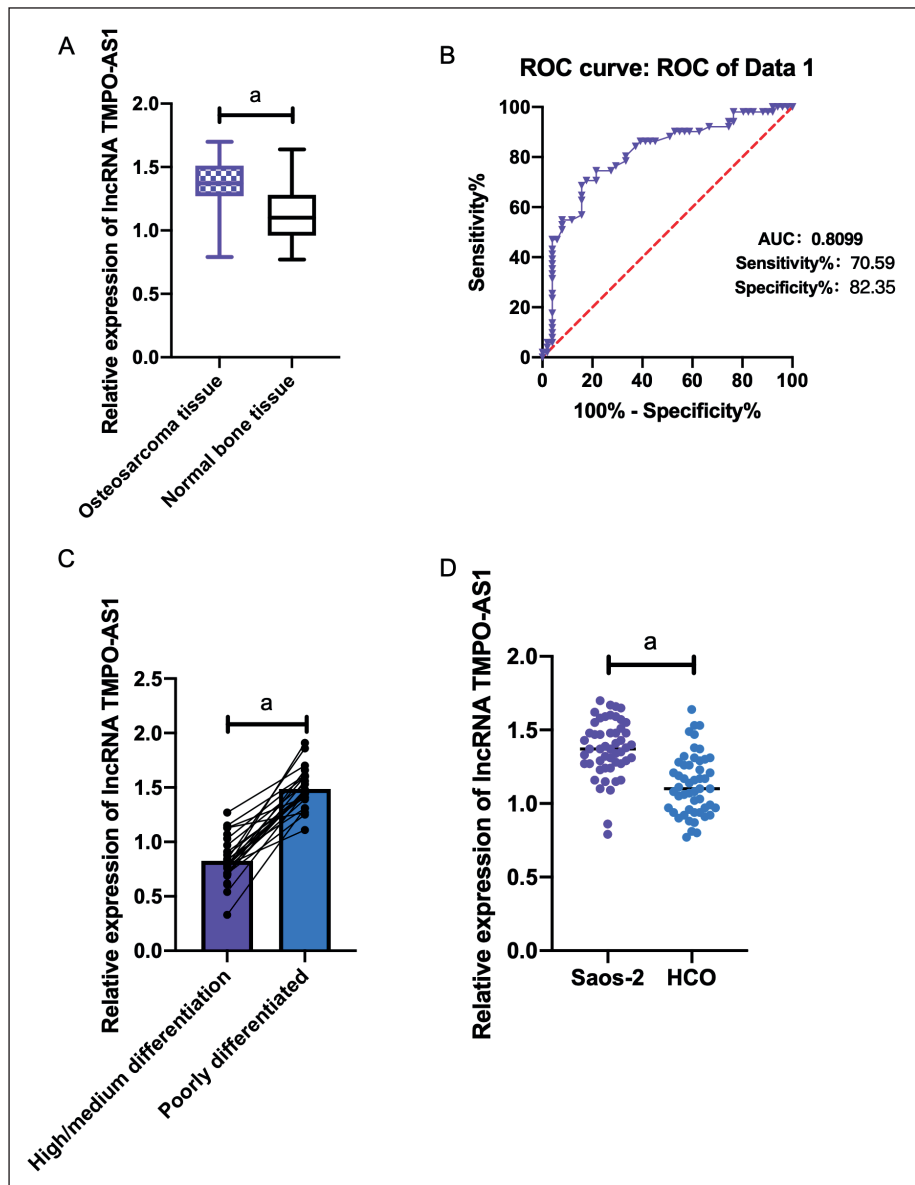 A
Relative expression of lncRNA TMPO-AS1
2.0
1.5
1.0
0.5
0.0
a
Osteosarcoma tissue
Normal bone tissue
B
ROC curve: ROC of Data 1
Sensitivity%
100
80
60
40
20
0
AUC: 0.8099
Sensitivity%: 70.59
Specificity%: 82.35
0 20 40 60 80 100
100% - Specificity%
C
Relative expression of lncRNA TMPO-AS1
2.5
2.0
1.5
1.0
0.5
0.0
a
High/medium differentiation
Poorly differentiated
D
Relative expression of lncRNA TMPO-AS1
2.0
1.5
1.0
0.5
0.0
a
Saos-2 HCO